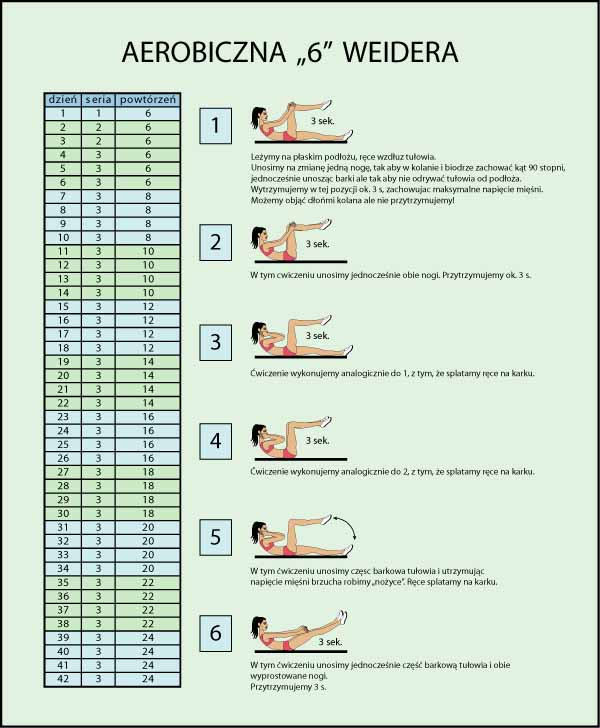 AEROBICZNA „6” WEIDERA
dzień seria powtórzeń
1 1 6
2 2 6
3 2 6
4 3 6
5 3 6
6 3 6
7 3 8
8 3 8
9 3 8
10 3 8
11 3 10
12 3 10
13 3 10
14 3 10
15 3 12
16 3 12
17 3 12
18 3 12
19 3 14
20 3 14
21 3 14
22 3 14
23 3 16
24 3 16
25 3 16
26 3 16
27 3 18
28 3 18
29 3 18
30 3 18
31 3 20
32 3 20
33 3 20
34 3 20
35 3 22
36 3 22
37 3 22
38 3 22
39 3 24
40 3 24
41 3 24
42 3 24
1
3 sek.
Leżymy na płaskim podłożu, ręce wzdłuz tułowia.
Unosimy na zmianę jedną nogę, tak aby w kolanie i biodrze zachować kąt 90 stopni,
jednocześnie unosząc barki ale tak aby nie odrywać tułowia od podłoża.
Wytrzymujemy w tej pozycji ok. 3 s, zachowujac maksymalne napięcie mięśni.
Możemy objąć dłońmi kolana ale nie przytrzymujemy!
2
3 sek.
W tym cwiczeniu unosimy jednocześnie obie nogi. Przytrzymujemy ok. 3 s.
3
3 sek.
Ćwiczenie wykonujemy analogicznie do 1, z tym, że splatamy ręce na karku.
4
3 sek.
Ćwiczenie wykonujemy analogicznie do 2, z tym, że splatamy ręce na karku.
5
W tym ćwiczeniu unosimy częsc barkowa tułowia i utrzymując
napięcie mięśni brzucha robimy „nożyce”. Ręce splatamy na karku.
6
3 sek.
W tym ćwiczeniu unosimy jednocześnie część barkową tułowia i obie
wyprostowane nogi.
Przytrzymujemy 3 s.